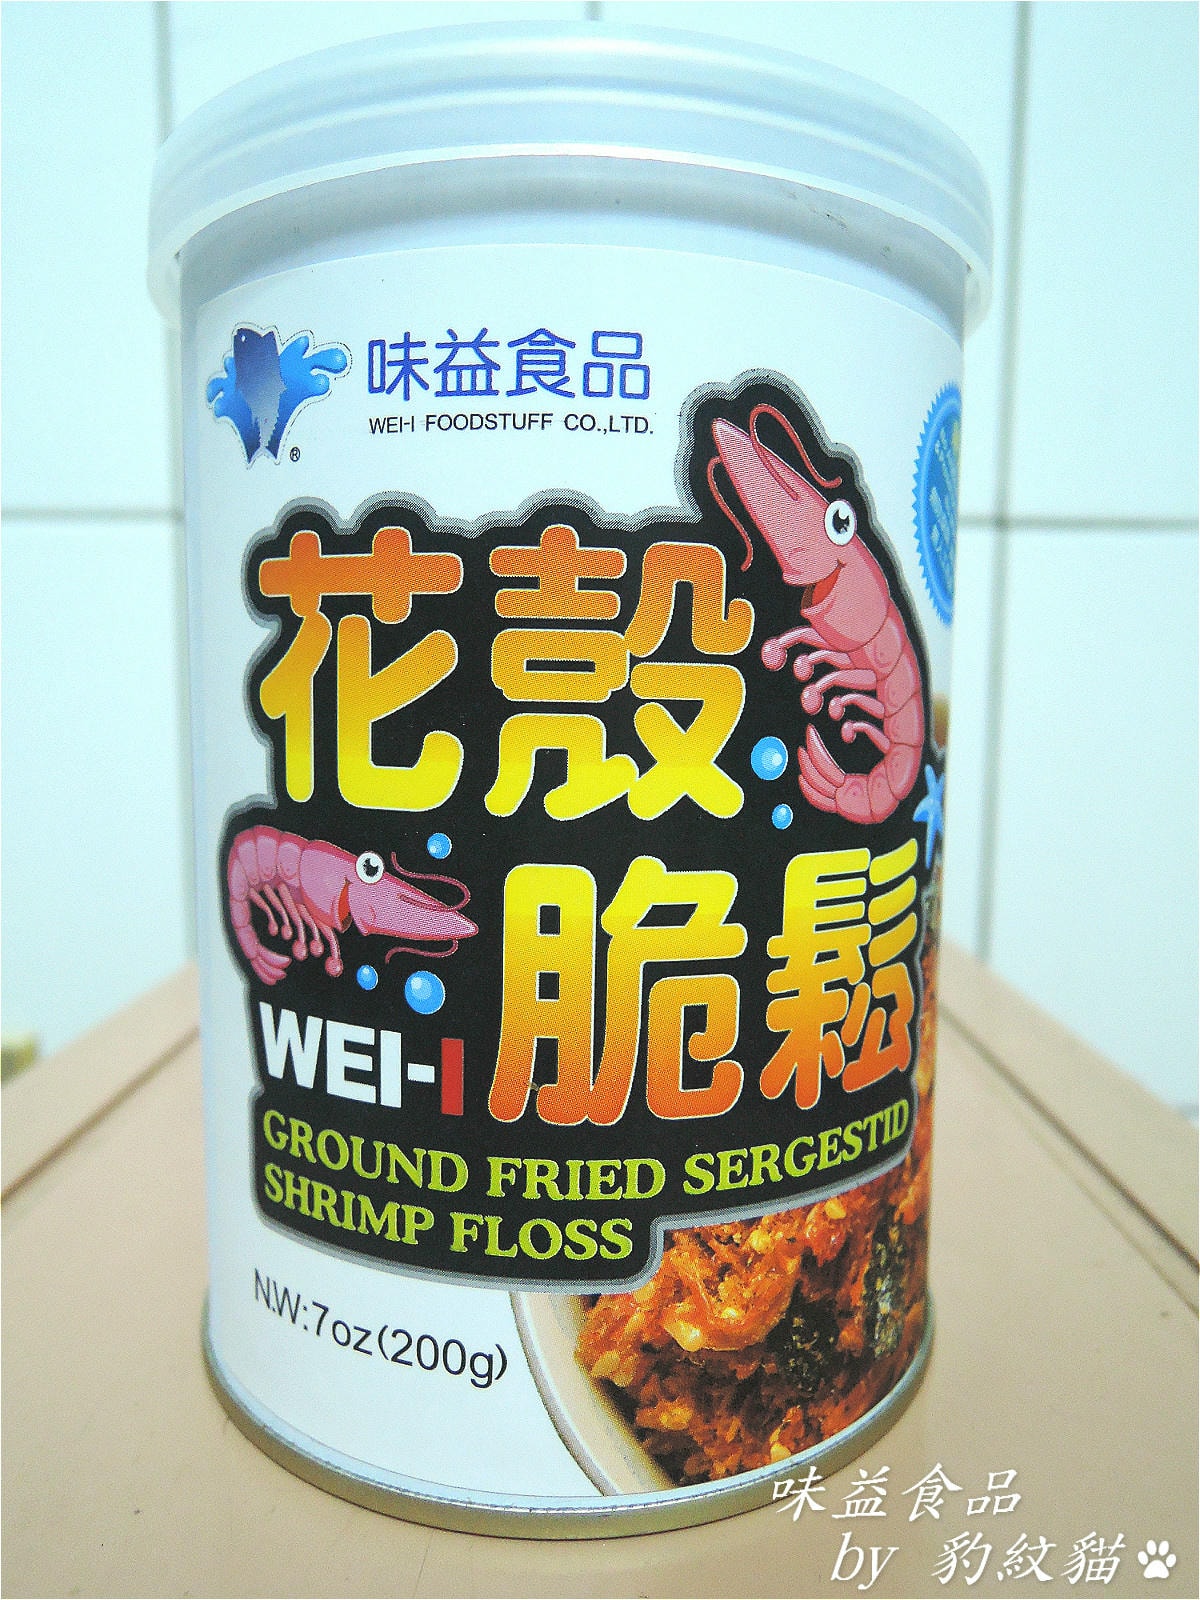 味益食品
WEI-I FOODSTUFF CO.,LTD.
®
花殼
脆鬆
WEI-I
GROUND FRIED SERGESTID
SHRIMP FLOSS
N.W:7oz(200g)
味益食品
by 豹紋貓